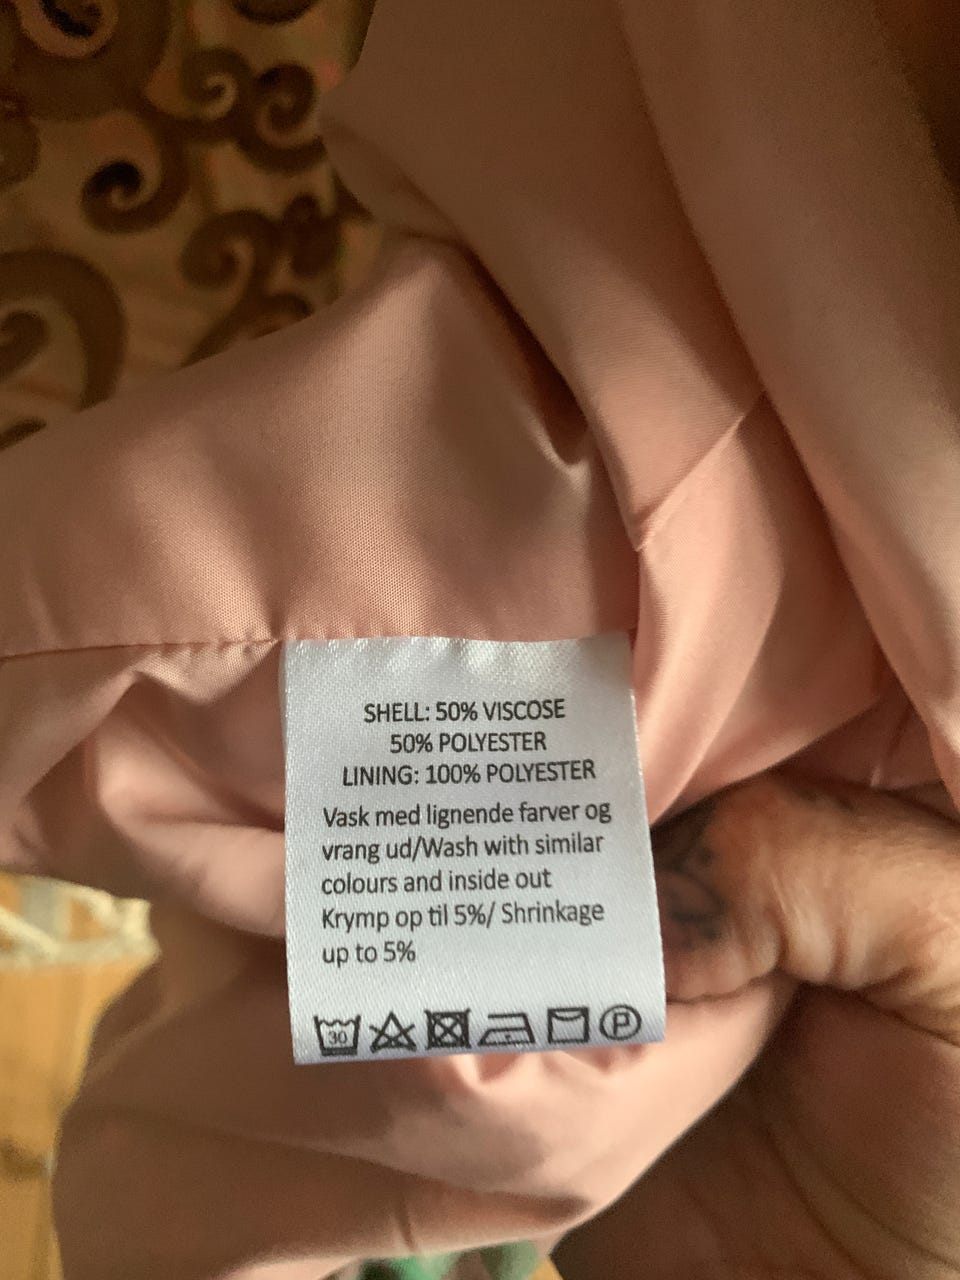 SHELL: 50% VISCOSE
50% POLYESTER
LINING: 100% POLYESTER
Vask med lignende farver og
vrang ud/Wash with similar
colours and inside out
Krymp op til 5%/ Shrinkage
up to 5%
30 P